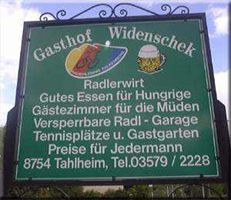 Gasthof Widenschek
Radlerwirt
Gutes Essen für Hungrige
Gästezimmer für die Müden
Versperrbare Radl - Garage
Tennisplätze u. Gastgarten
Preise für Jedermann
8754 Tahlheim, Tel.03579 / 2228